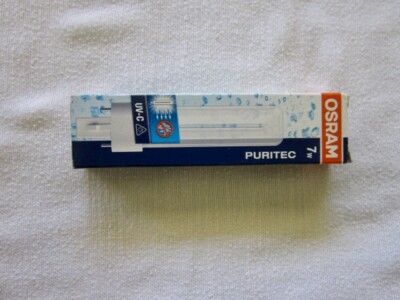 OSRAM
7W
PURITEC
UV-C